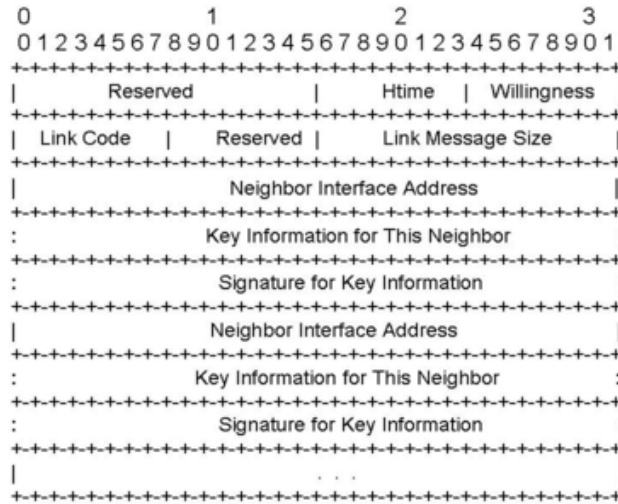 0 1 2 3
0 1 2 3 4 5 6 7 8 9 0 1 2 3 4 5 6 7 8 9 0 1 2 3 4 5 6 7 8 9 0 1
+-+-+-+-+-+-+-+-+-+-+-+-+-+-+-+-+-+-+-+-+-+-+-+-+-+-+-+-+-+-+-+-+
| Reserved | Htime | Willingness
+-+-+-+-+-+-+-+-+-+-+-+-+-+-+-+-+-+-+-+-+-+-+-+-+-+-+-+-+-+-+-+-+
| Link Code | Reserved | Link Message Size |
+-+-+-+-+-+-+-+-+-+-+-+-+-+-+-+-+-+-+-+-+-+-+-+-+-+-+-+-+-+-+-+-+
| Neighbor Interface Address |
+-+-+-+-+-+-+-+-+-+-+-+-+-+-+-+-+-+-+-+-+-+-+-+-+-+-+-+-+-+-+-+-+
: Key Information for This Neighbor
+-+-+-+-+-+-+-+-+-+-+-+-+-+-+-+-+-+-+-+-+-+-+-+-+-+-+-+-+-+-+-+-+
: Signature for Key Information
+-+-+-+-+-+-+-+-+-+-+-+-+-+-+-+-+-+-+-+-+-+-+-+-+-+-+-+-+-+-+-+-+
| Neighbor Interface Address |
+-+-+-+-+-+-+-+-+-+-+-+-+-+-+-+-+-+-+-+-+-+-+-+-+-+-+-+-+-+-+-+-+
: Key Information for This Neighbor :
+-+-+-+-+-+-+-+-+-+-+-+-+-+-+-+-+-+-+-+-+-+-+-+-+-+-+-+-+-+-+-+-+
: Signature for Key Information
+-+-+-+-+-+-+-+-+-+-+-+-+-+-+-+-+-+-+-+-+-+-+-+-+-+-+-+-+-+-+-+-+
| . . .
+-+-+-+-+-+-+-+-+-+-+-+-+-+-+-+-+-+-+-+-+-+-+-+-+-+-+-+-+-+-+-+-+